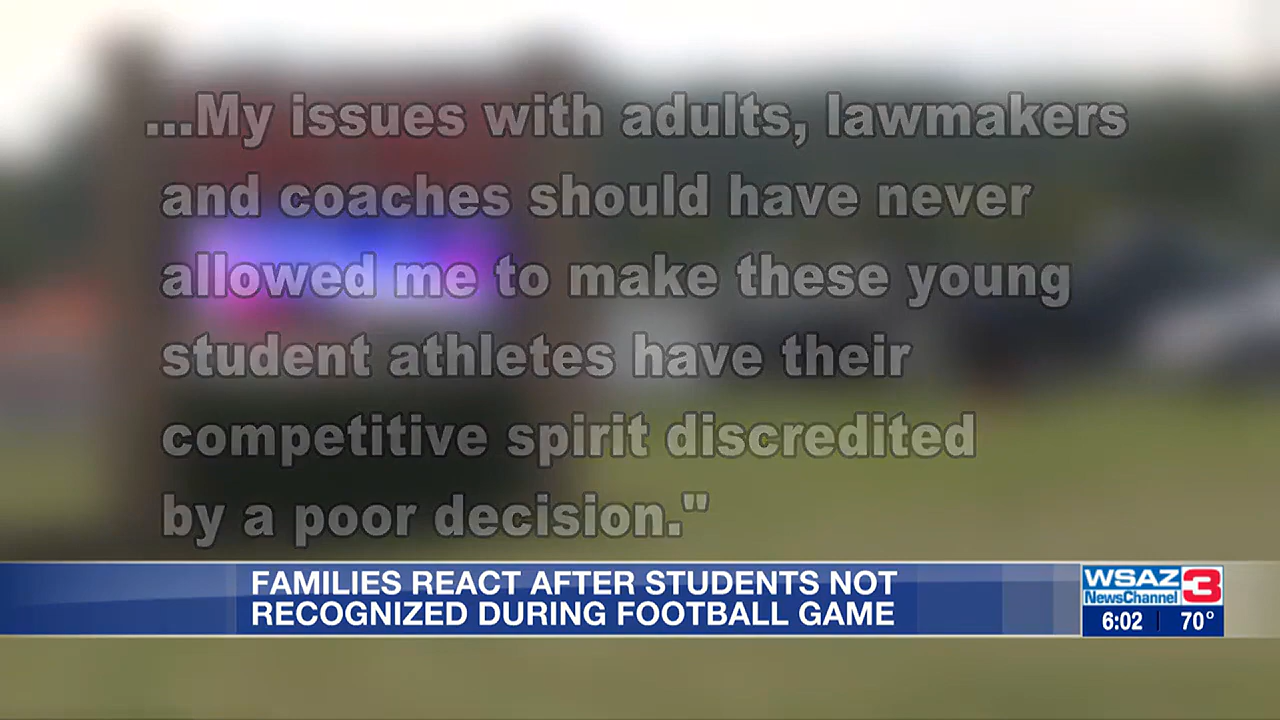 ...My issues with adults, lawmakers
and coaches should have never
allowed me to make these young
student athletes have their
competitive spirit discredited
by a poor decision."
FAMILIES REACT AFTER STUDENTS NOT
RECOGNIZED DURING FOOTBALL GAME
WSAZ 3
NewsChannel
6:02 70°